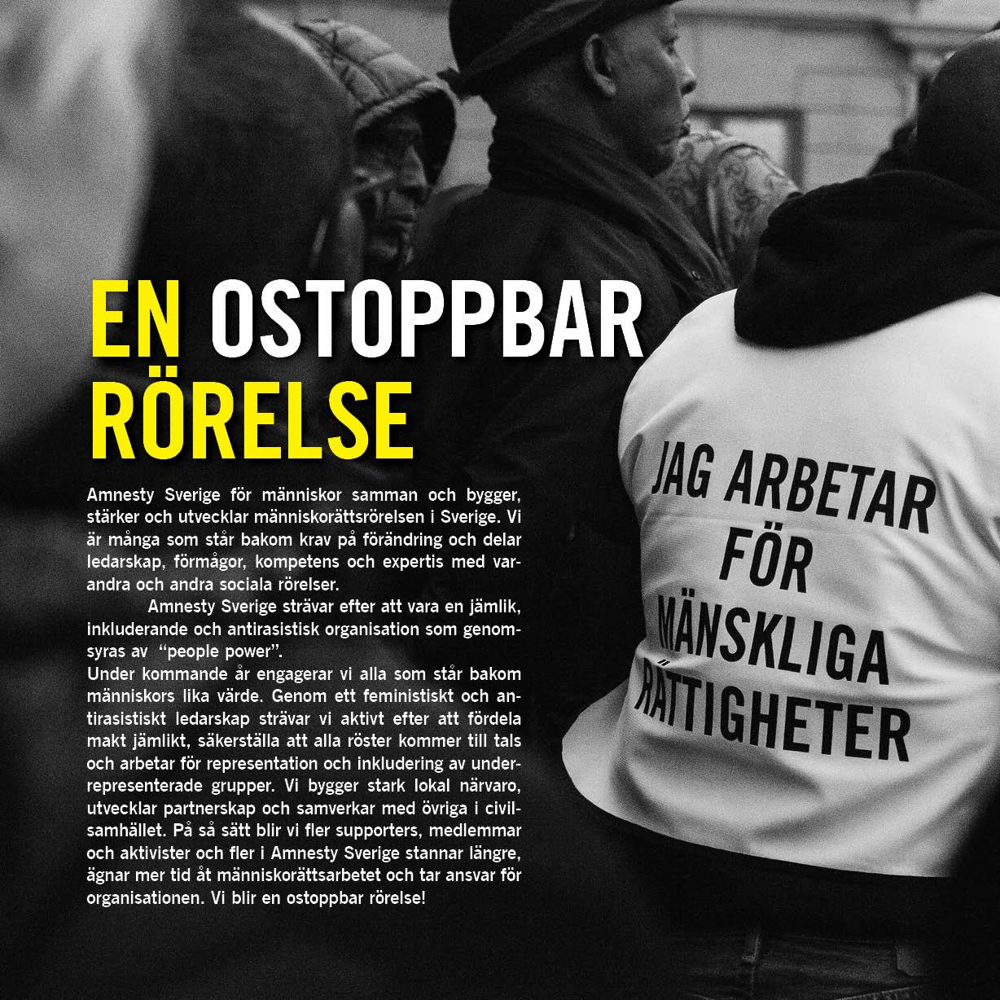 EN OSTOPPBAR
RÖRELSE
Amnesty Sverige för människor samman och bygger,
stärker och utvecklar människorättsrörelsen i Sverige. Vi
är många som står bakom krav på förändring och delar
ledarskap, förmågor, kompetens och expertis med var-
andra och andra sociala rörelser.
Amnesty Sverige strävar efter att vara en jämlik,
inkluderande och antirasistisk organisation som genom-
syras av “people power”.
Under kommande år engagerar vi alla som står bakom
människors lika värde. Genom ett feministiskt och an-
tirasistiskt ledarskap strävar vi aktivt efter att fördela
makt jämlikt, säkerställa att alla röster kommer till tals
och arbetar för representation och inkludering av under-
representerade grupper. Vi bygger stark lokal närvaro,
utvecklar partnerskap och samverkar med övriga i civil-
samhället. På så sätt blir vi fler supporters, medlemmar
och aktivister och fler i Amnesty Sverige stannar längre,
ägnar mer tid åt människorättsarbetet och tar ansvar för
organisationen. Vi blir en ostoppbar rörelse!
JAG ARBETAR
FÖR
MÄNSKLIGA
RÄTTIGHETER